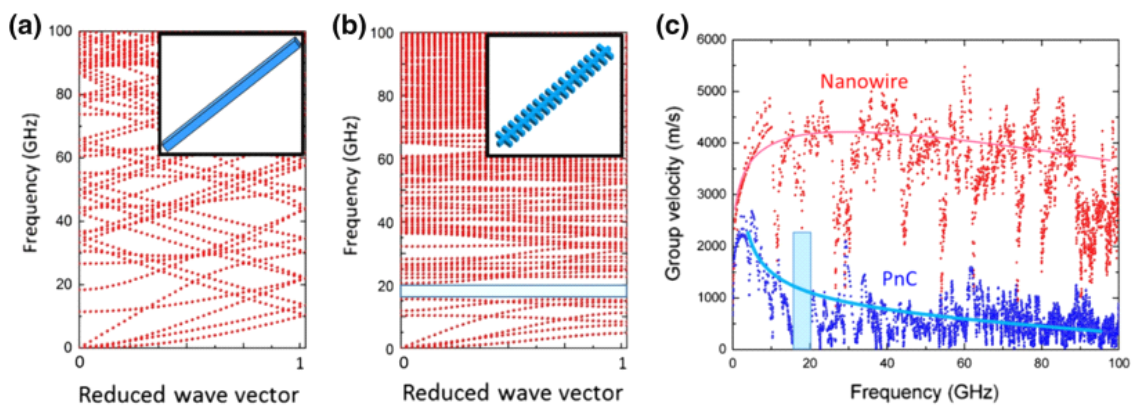 (a)
100
80
60
40
20
0
Frequency (GHz)
0
1
Reduced wave vector
(b)
100
80
60
40
20
0
Frequency (GHz)
0
1
Reduced wave vector
(c)
6000
5000
4000
3000
2000
1000
0
Group velocity (m/s)
Nanowire
PnC
0 20 40 60 80 100
Frequency (GHz)